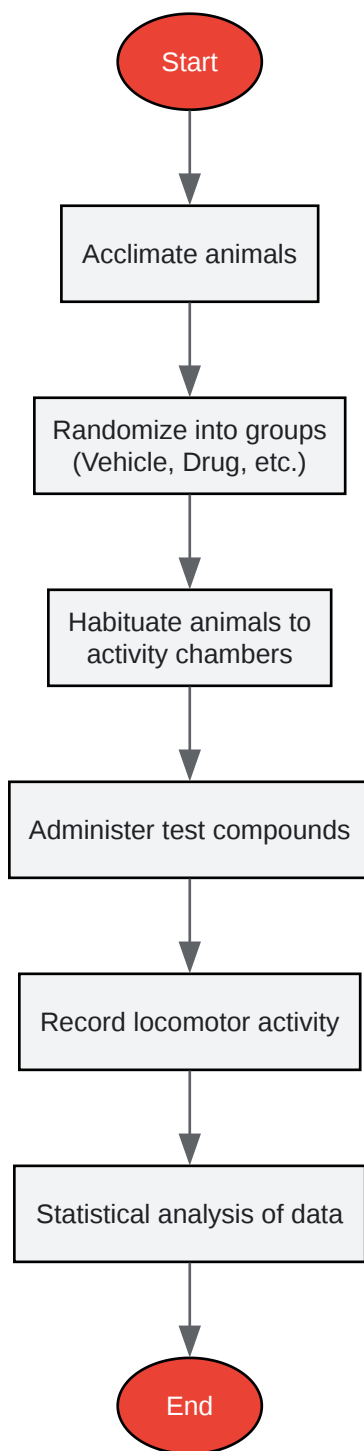 Start
Acclimate animals
Randomize into groups
(Vehicle, Drug, etc.)
Habituate animals to
activity chambers
Administer test compounds
Record locomotor activity
Statistical analysis of data
End